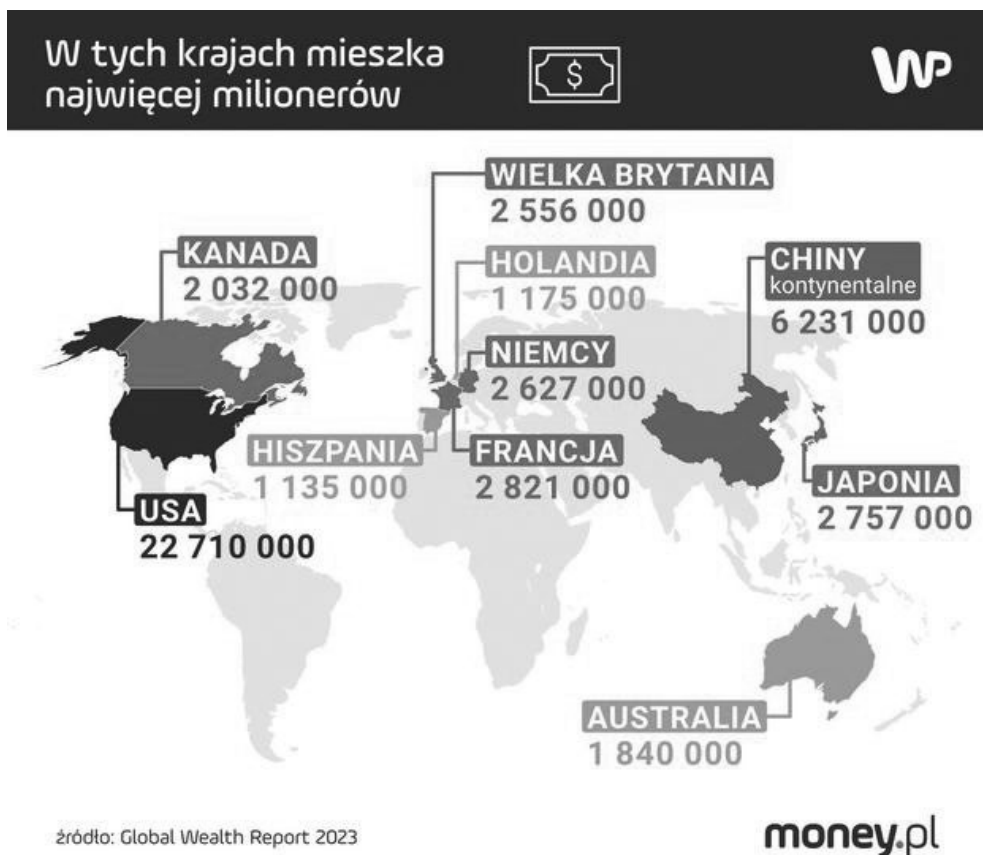 W tych krajach mieszka
najwięcej milionerów
$
WP
WIELKA BRYTANIA
2 556 000
KANADA
2 032 000
HOLANDIA
1 175 000
CHINY
kontynentalne
6 231 000
NIEMCY
2 627 000
HISZPANIA
1 135 000
FRANCJA
2 821 000
JAPONIA
2 757 000
USA
22 710 000
AUSTRALIA
1 840 000
źródło: Global Wealth Report 2023
money.pl